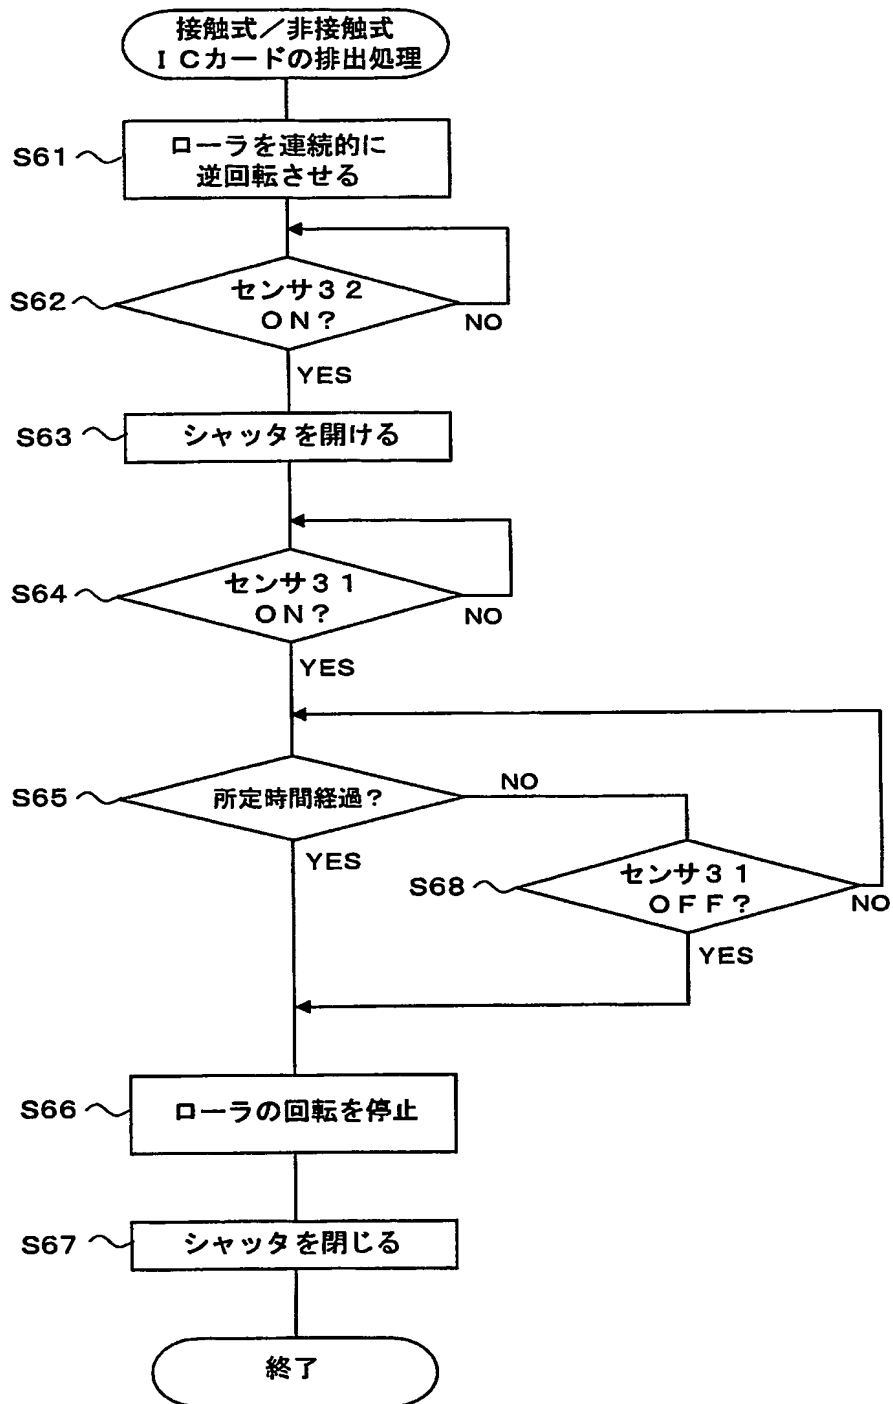 接触式／非接触式
ＩＣカードの排出処理
S61
ローラを連続的に
逆回転させる
S62
センサ３２
ＯＮ？
NO
YES
S63
シャッタを開ける
S64
センサ３１
ＯＮ？
NO
YES
S65
所定時間経過？
NO
YES
S68
センサ３１
ＯＦＦ？
NO
YES
S66
ローラの回転を停止
S67
シャッタを閉じる
終了